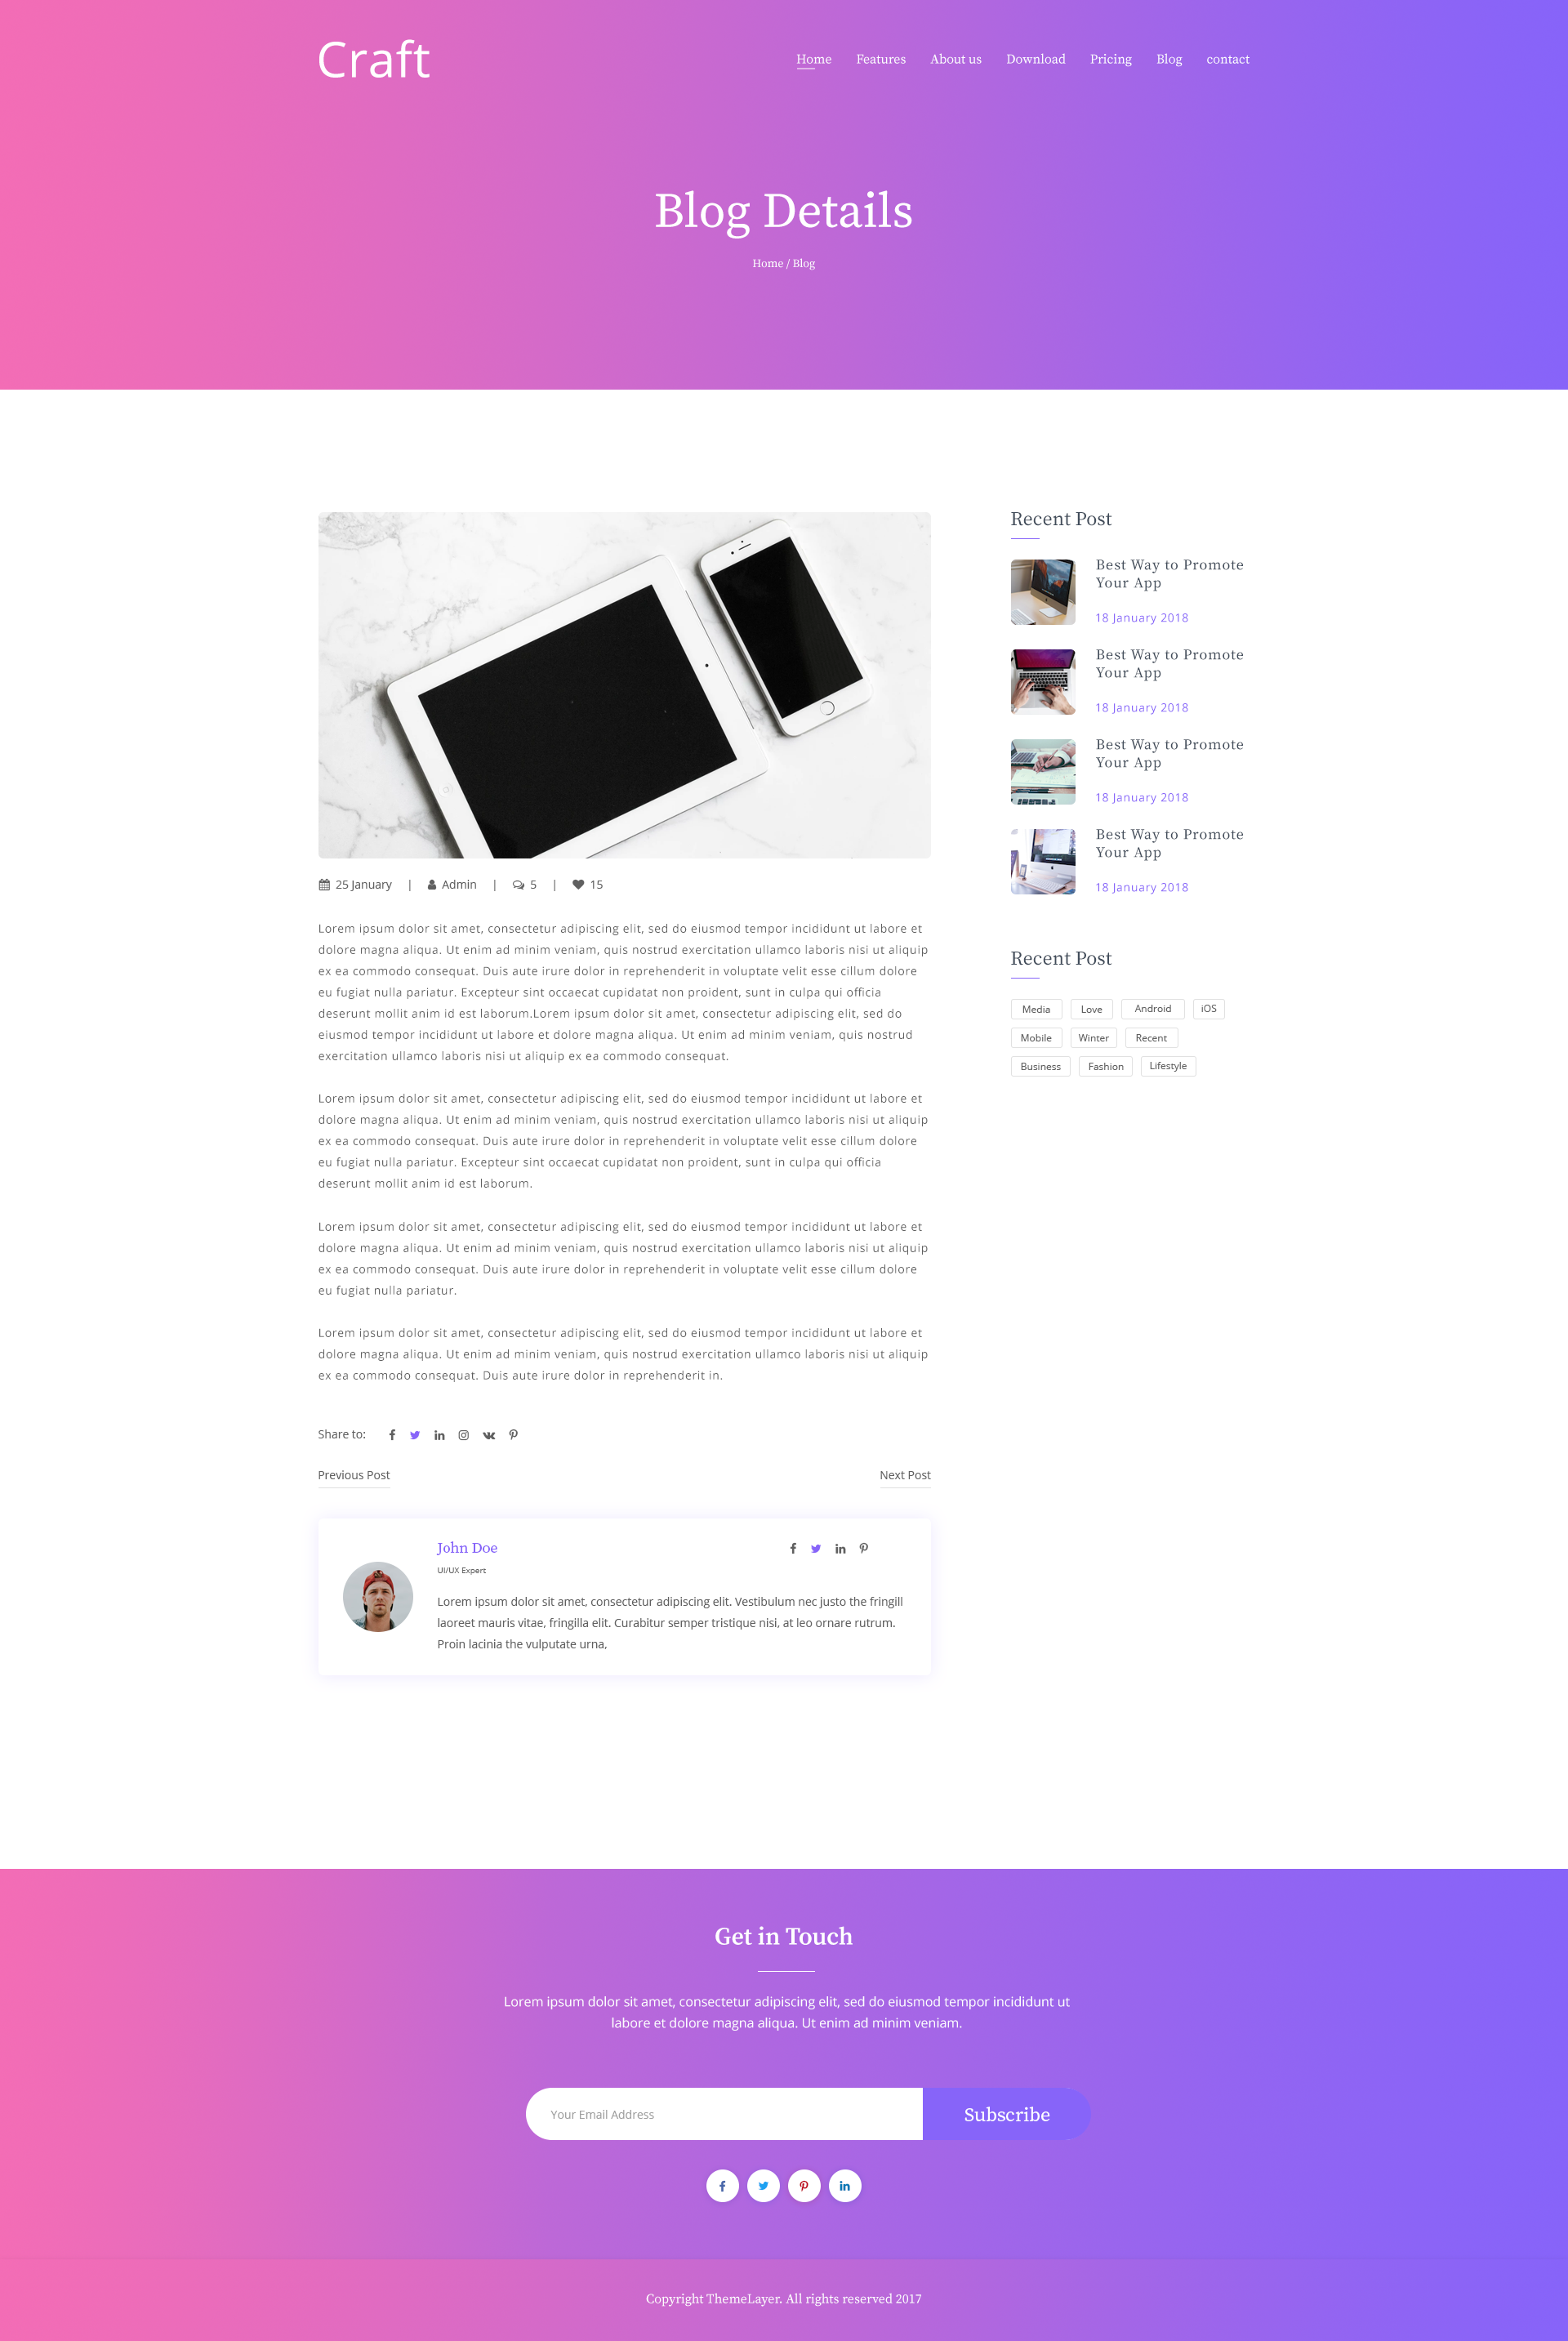 Craft
Home Features About us Download Pricing Blog contact
Blog Details
Home / Blog
25 January | Admin | 5 | 15
Lorem ipsum dolor sit amet, consectetur adipiscing elit, sed do eiusmod tempor incididunt ut labore et
dolore magna aliqua. Ut enim ad minim veniam, quis nostrud exercitation ullamco laboris nisi ut aliquip
ex ea commodo consequat. Duis aute irure dolor in reprehenderit in voluptate velit esse cillum dolore
eu fugiat nulla pariatur. Excepteur sint occaecat cupidatat non proident, sunt in culpa qui officia
deserunt mollit anim id est laborum.Lorem ipsum dolor sit amet, consectetur adipiscing elit, sed do
eiusmod tempor incididunt ut labore et dolore magna aliqua. Ut enim ad minim veniam, quis nostrud
exercitation ullamco laboris nisi ut aliquip ex ea commodo consequat.
Lorem ipsum dolor sit amet, consectetur adipiscing elit, sed do eiusmod tempor incididunt ut labore et
dolore magna aliqua. Ut enim ad minim veniam, quis nostrud exercitation ullamco laboris nisi ut aliquip
ex ea commodo consequat. Duis aute irure dolor in reprehenderit in voluptate velit esse cillum dolore
eu fugiat nulla pariatur. Excepteur sint occaecat cupidatat non proident, sunt in culpa qui officia
deserunt mollit anim id est laborum.
Lorem ipsum dolor sit amet, consectetur adipiscing elit, sed do eiusmod tempor incididunt ut labore et
dolore magna aliqua. Ut enim ad minim veniam, quis nostrud exercitation ullamco laboris nisi ut aliquip
ex ea commodo consequat. Duis aute irure dolor in reprehenderit in voluptate velit esse cillum dolore
eu fugiat nulla pariatur.
Lorem ipsum dolor sit amet, consectetur adipiscing elit, sed do eiusmod tempor incididunt ut labore et
dolore magna aliqua. Ut enim ad minim veniam, quis nostrud exercitation ullamco laboris nisi ut aliquip
ex ea commodo consequat. Duis aute irure dolor in reprehenderit in.
Share to:
Previous Post
Next Post
John Doe
UI/UX Expert
Lorem ipsum dolor sit amet, consectetur adipiscing elit. Vestibulum nec justo the fringill
laoreet mauris vitae, fringilla elit. Curabitur semper tristique nisi, at leo ornare rutrum.
Proin lacinia the vulputate urna,
Recent Post
Best Way to Promote
Your App
18 January 2018
Best Way to Promote
Your App
18 January 2018
Best Way to Promote
Your App
18 January 2018
Best Way to Promote
Your App
18 January 2018
Recent Post
Media Love Android iOS
Mobile Winter Recent
Business Fashion Lifestyle
Get in Touch
Lorem ipsum dolor sit amet, consectetur adipiscing elit, sed do eiusmod tempor incididunt ut
labore et dolore magna aliqua. Ut enim ad minim veniam.
Your Email Address
Subscribe
Copyright ThemeLayer. All rights reserved 2017